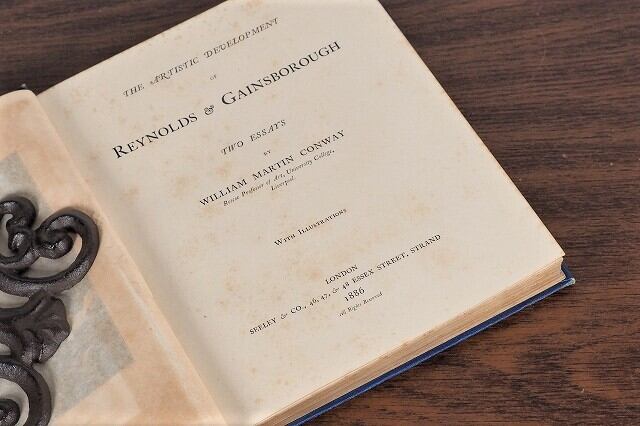 THE ARTISTIC DEVELOPMENT
OF
REYNOLDS & GAINSBOROUGH
TWO ESSAYS
BY
WILLIAM MARTIN CONWAY
Roscoe Professor of Art, University College,
Liverpool.
WITH ILLUSTRATIONS
LONDON
SEELEY & CO., 46, 47, & 48 ESSEX STREET, STRAND
1886
All Rights Reserved